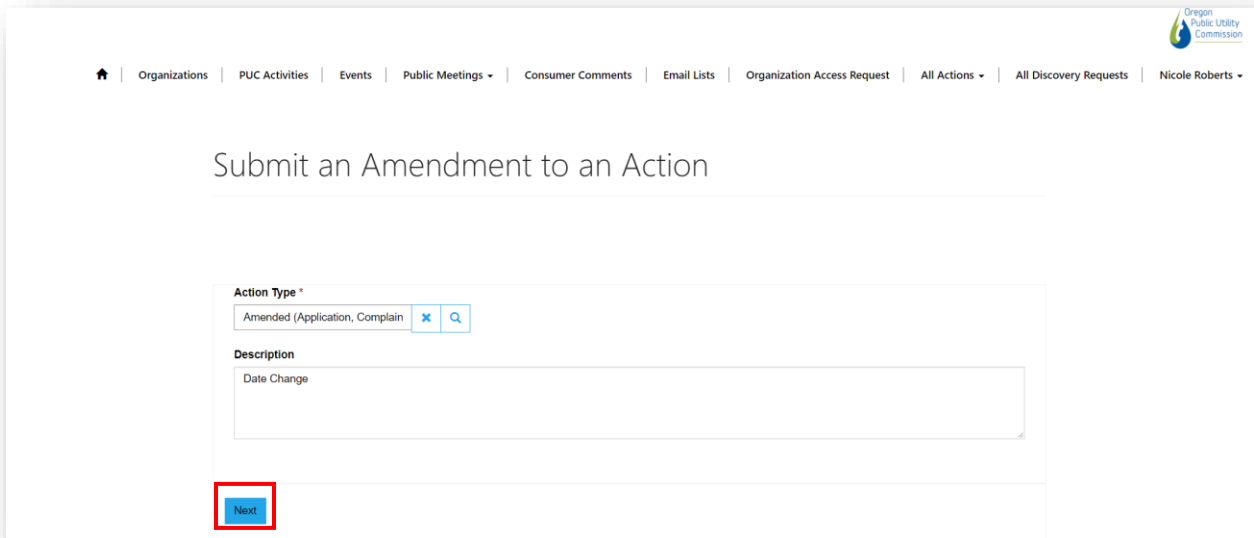 Oregon
Public Utility
Commission
Organizations PUC Activities Events Public Meetings Consumer Comments Email Lists Organization Access Request All Actions All Discovery Requests Nicole Roberts
Submit an Amendment to an Action
Action Type *
Amended (Application, Complain
Description
Date Change
Next